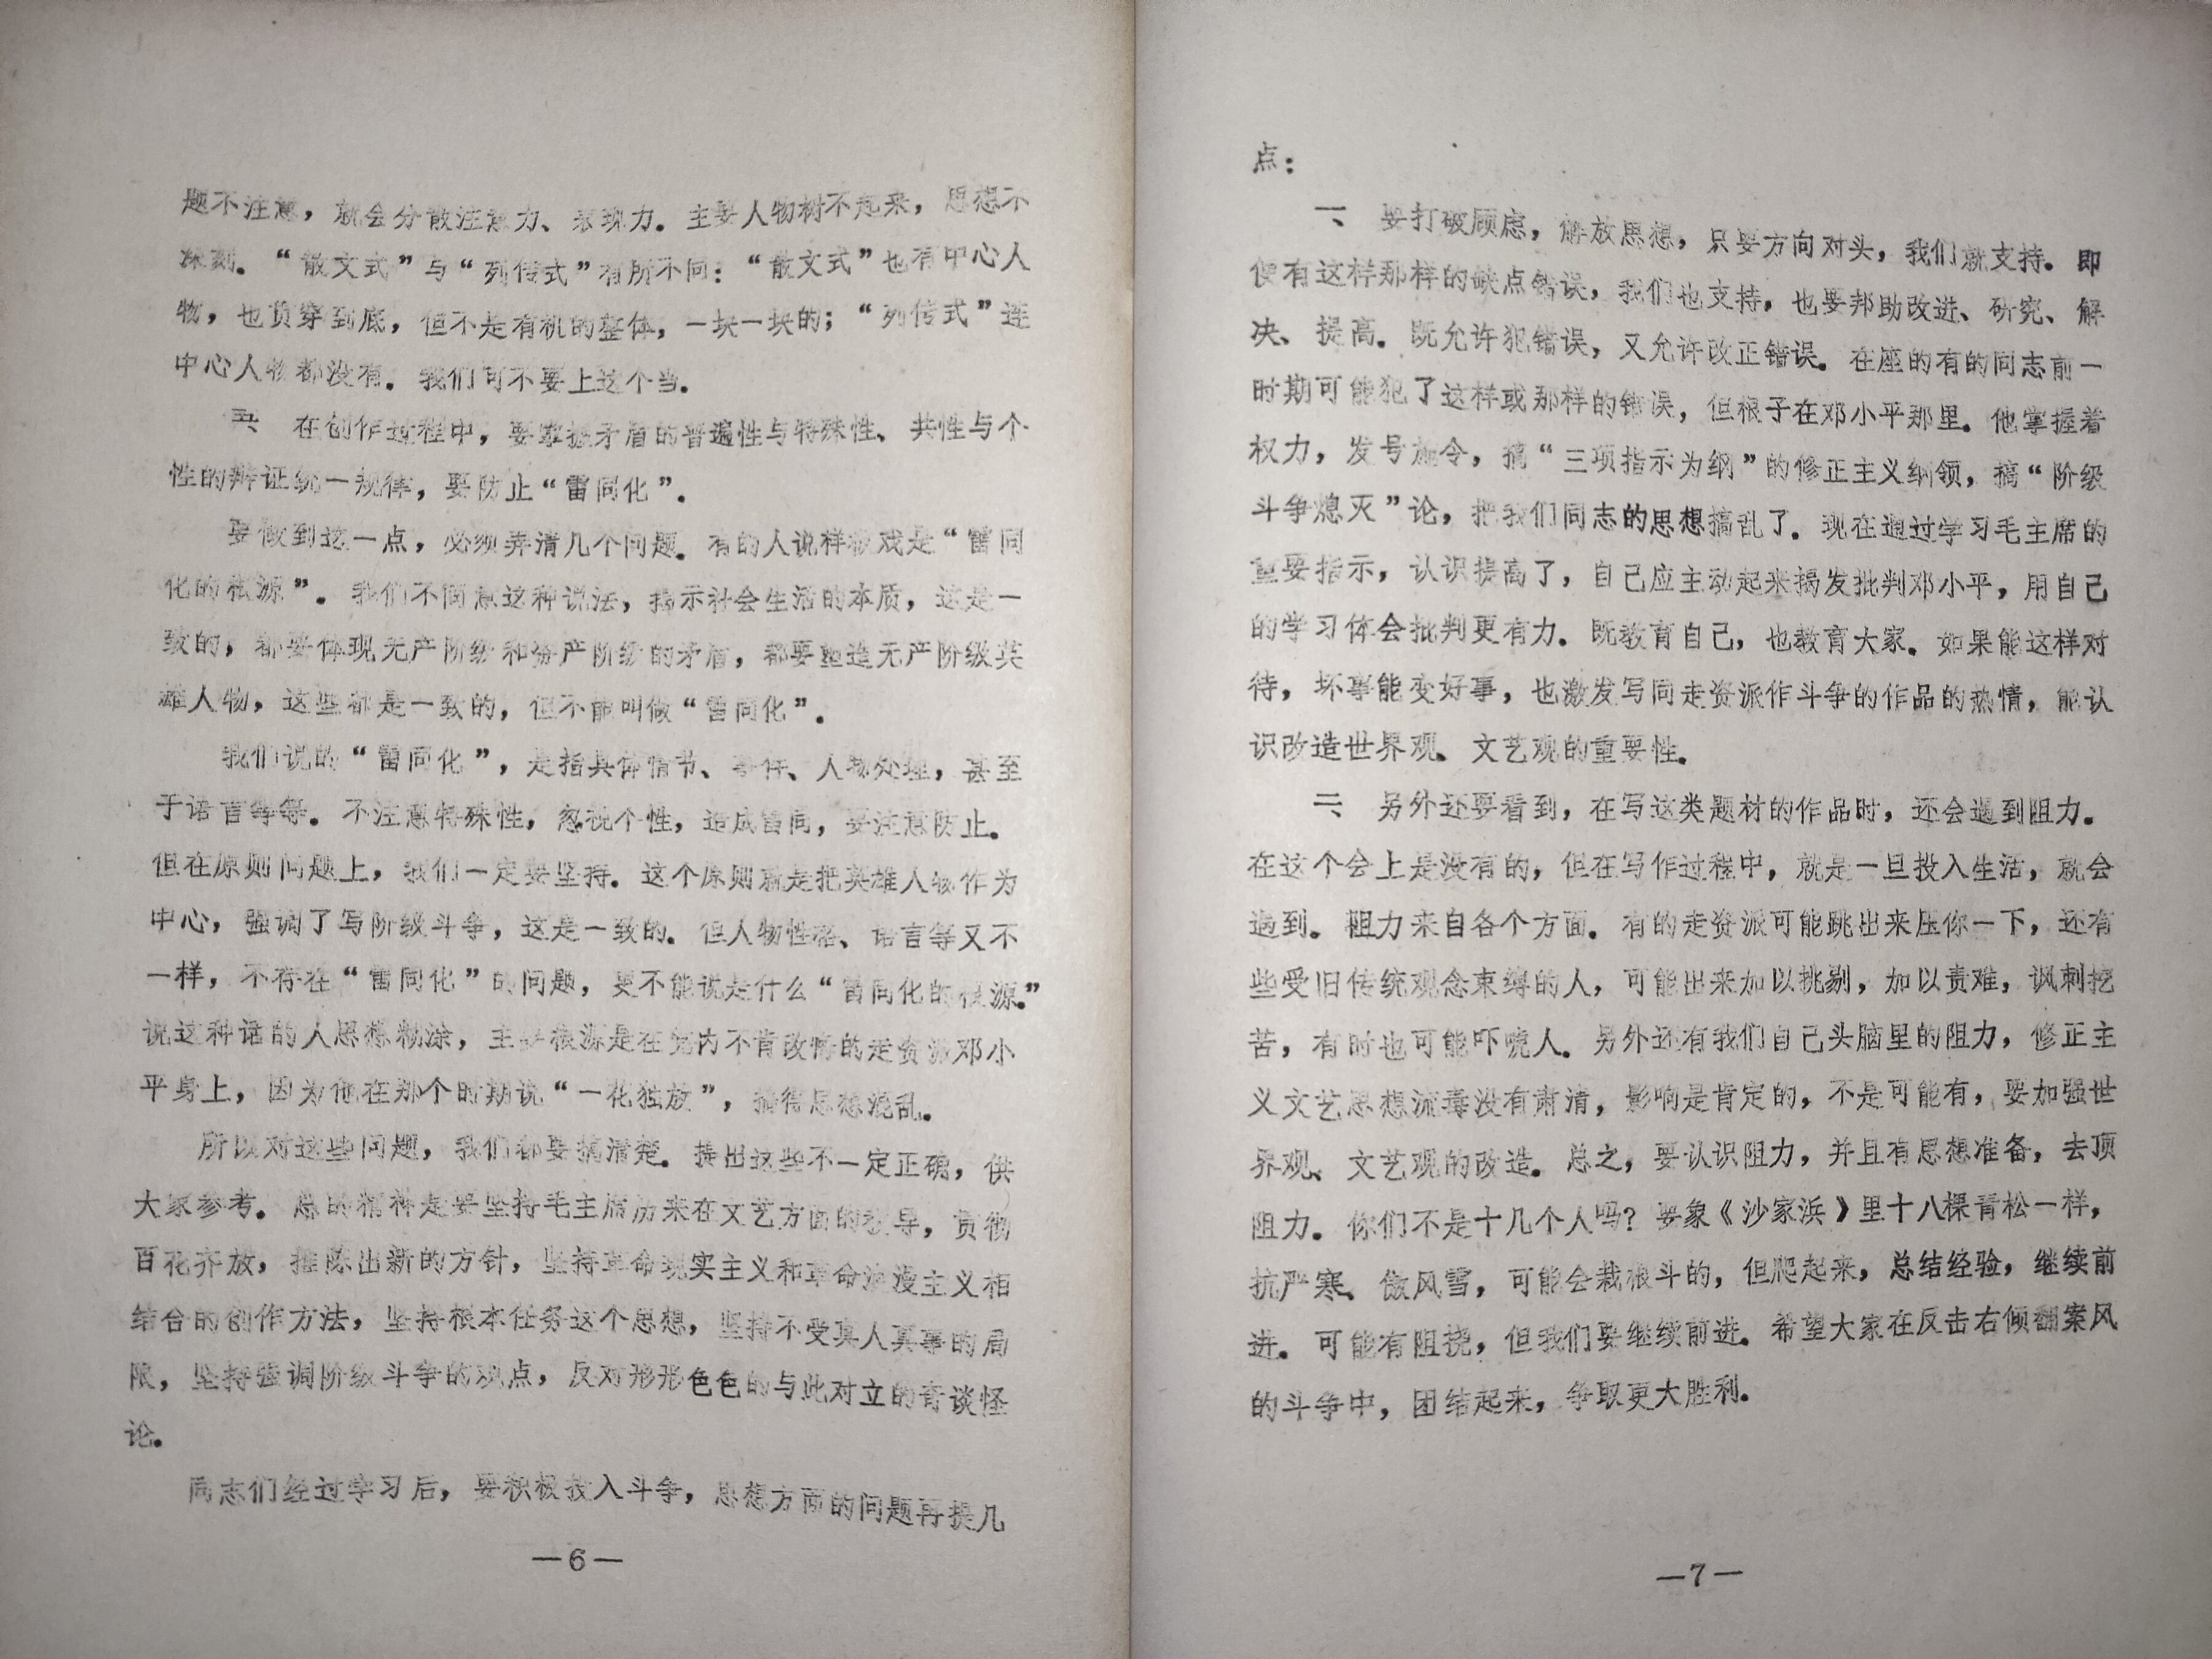 题不注意，就会分散注意力、表现力。主要人物树不起来，思想不
深刻。“散文式”与“列传式”有所不同：“散文式”也有中心人
物，也贯穿到底，但不是有机的整体，一块一块的；“列传式”连
中心人物都没有。我们可不要上这个当。
五、在创作过程中，要掌握矛盾的普遍性与特殊性、共性与个
性的辩证统一规律，要防止“雷同化”。
要做到这一点，必须弄清几个问题。有的人说样板戏是“雷同
化的根源”。我们不同意这种说法，揭示社会生活的本质，这是一
致的，都要体现无产阶级和资产阶级的矛盾，都要塑造无产阶级英
雄人物，这些都是一致的，但不能叫做“雷同化”。
我们说的“雷同化”，是指具体情节、事件、人物处理，甚至
于语言等等。不注意特殊性，忽视个性，造成雷同，要注意防止。
但在原则问题上，我们一定要坚持。这个原则就是把英雄人物作为
中心，强调了写阶级斗争，这是一致的。但人物性格、语言等又不
一样，不存在“雷同化”的问题，更不能说是什么“雷同化的根源”。
说这种话的人思想糊涂，主要根源是在党内不肯改悔的走资派邓小
平身上，因为他在那个时期说“一花独放”，搞得思想混乱。
所以对这些问题，我们都要搞清楚。提出这些不一定正确，供
大家参考。总的精神是要坚持毛主席历来在文艺方面的教导，贯彻
百花齐放，推陈出新的方针，坚持革命现实主义和革命浪漫主义相
结合的创作方法，坚持根本任务这个思想，坚持不受真人真事的局
限，坚持强调阶级斗争的观点，反对形形色色的与此对立的奇谈怪
论。
同志们经过学习后，要积极投入斗争，思想方面的问题再提几
—6—
点：
一、要打破顾虑，解放思想，只要方向对头，我们就支持。即
便有这样那样的缺点错误，我们也支持，也要帮助改进、研究、解
决、提高。既允许犯错误，又允许改正错误。在座的有的同志前一
时期可能犯了这样或那样的错误，但根子在邓小平那里。他掌握着
权力，发号施令，搞“三项指示为纲”的修正主义纲领，搞“阶级
斗争熄灭”论，把我们同志的思想搞乱了。现在通过学习毛主席的
重要指示，认识提高了，自己应主动起来揭发批判邓小平，用自己
的学习体会批判更有力。既教育自己，也教育大家。如果能这样对
待，坏事能变好事，也激发写同走资派作斗争的作品的热情，能认
识改造世界观、文艺观的重要性。
二、另外还要看到，在写这类题材的作品时，还会遇到阻力。
在这个会上是没有的，但在写作过程中，就是一旦投入生活，就会
遇到。阻力来自各个方面。有的走资派可能跳出来压你一下，还有
些受旧传统观念束缚的人，可能出来加以挑剔，加以责难，讽刺挖
苦，有时也可能吓唬人。另外还有我们自己头脑里的阻力，修正主
义文艺思想流毒没有肃清，影响是肯定的，不是可能有，要加强世
界观、文艺观的改造。总之，要认识阻力，并且有思想准备，去顶
阻力。你们不是十几个人吗？要象《沙家浜》里十八棵青松一样，
抗严寒、傲风雪，可能会栽根斗的，但爬起来，总结经验，继续前
进。可能有阻挠，但我们要继续前进。希望大家在反击右倾翻案风
的斗争中，团结起来，争取更大胜利。
—7—